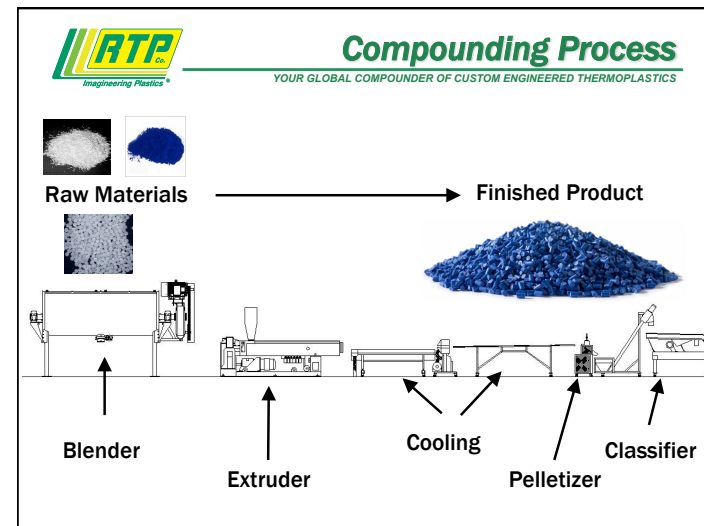 RTP
Co.
Imagineering Plastics®
Compounding Process
YOUR GLOBAL COMPOUNDER OF CUSTOM ENGINEERED THERMOPLASTICS
Raw Materials
Finished Product
Blender
Extruder
Cooling
Pelletizer
Classifier